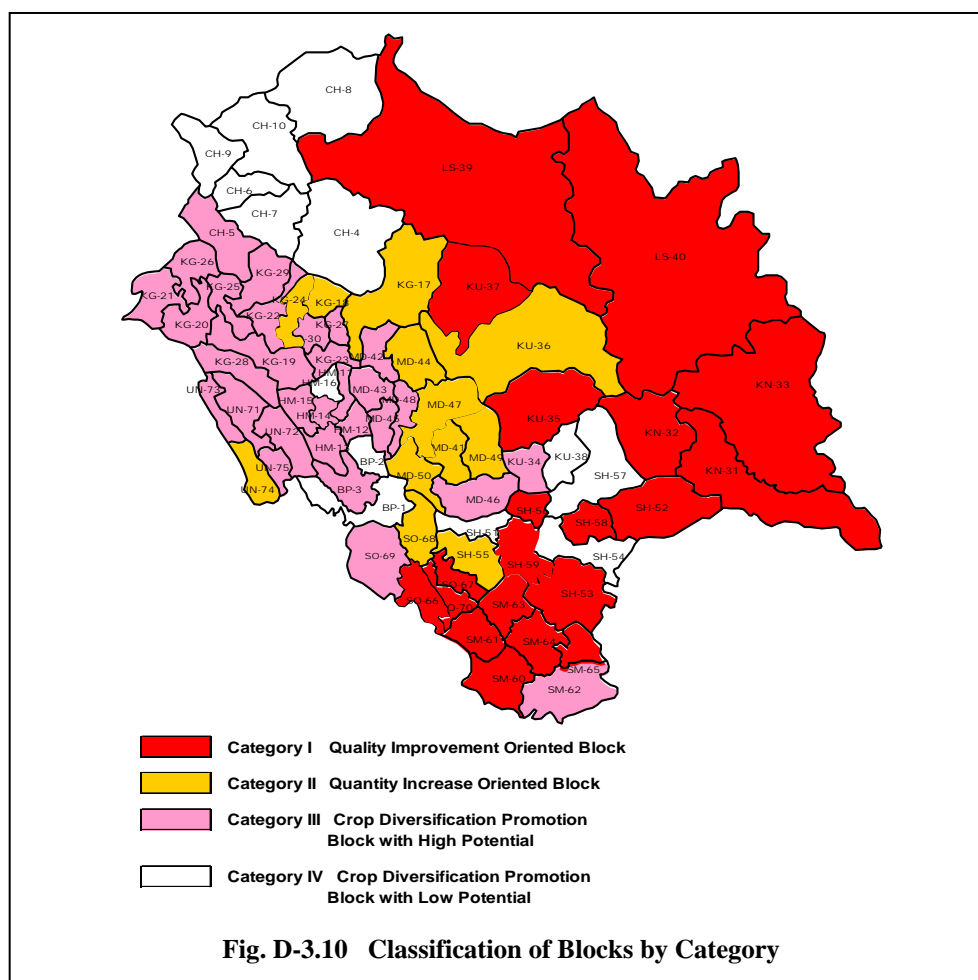 CH-8
CH-10
CH-9
LS-39
CH-6
CH-7
CH-4
CH-5
KG-26
KG-29
LS-40
KG-21
KG-25
KG-17
KU-37
KG-24
KG-18
KG-20
KG-22
KG-27
KN-33
30
KU-36
KG-28
KG-19
KG-23
MD-42
MD-44
HM-11
HM-16
UN-73
HM-15
MD-43
MD-48
UN-71
HM-14
MD-47
MD-45
KU-35
UN-72
HM-12
KN-32
HM-1
MD-41
MD-49
BP-2
KU-34
KU-38
UN-75
MD-50
SH-57
KN-31
UN-74
BP-3
MD-46
BP-1
SH-5
SH-52
SH-58
SO-69
SO-68
SH-51
SH-55
SH-54
SH-59
SO-67
SO-66
O-70
SM-63
SH-53
SM-61
SM-64
SM-65
SM-60
SM-62
Category I Quality Improvement Oriented Block
Category II Quantity Increase Oriented Block
Category III Crop Diversification Promotion
Block with High Potential
Category IV Crop Diversification Promotion
Block with Low Potential
Fig. D-3.10 Classification of Blocks by Category